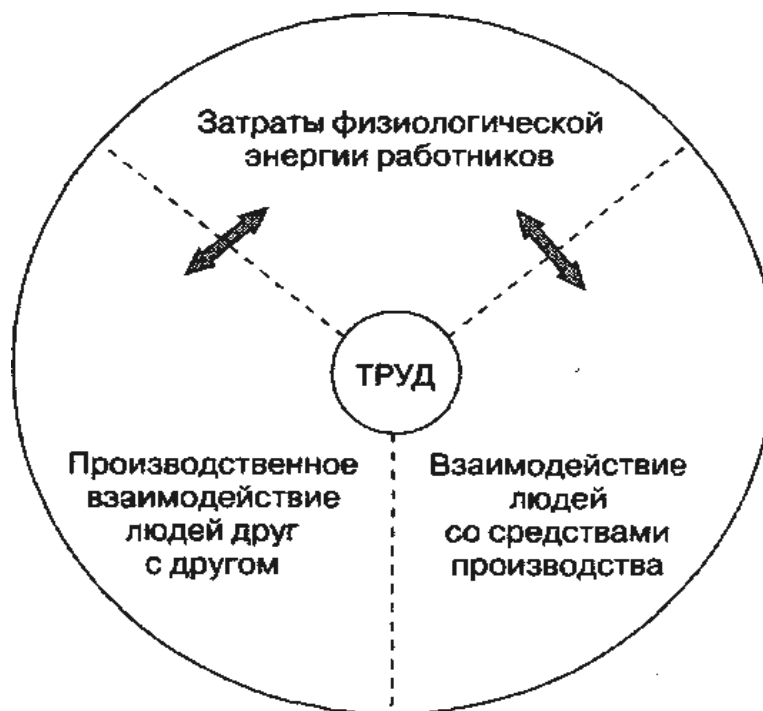 Затраты физиологической
энергии работников
ТРУД
Производственное
взаимодействие
людей друг
с другом
Взаимодействие
людей
со средствами
производства